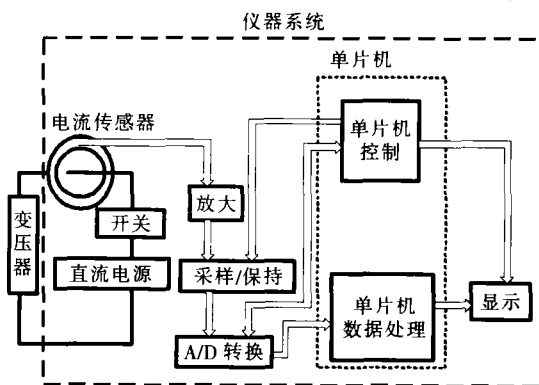 仪器系统
单片机
电流传感器
单片机
控制
放大
变压器
开关
直流电源
采样/保持
单片机
数据处理
显示
A/D 转换